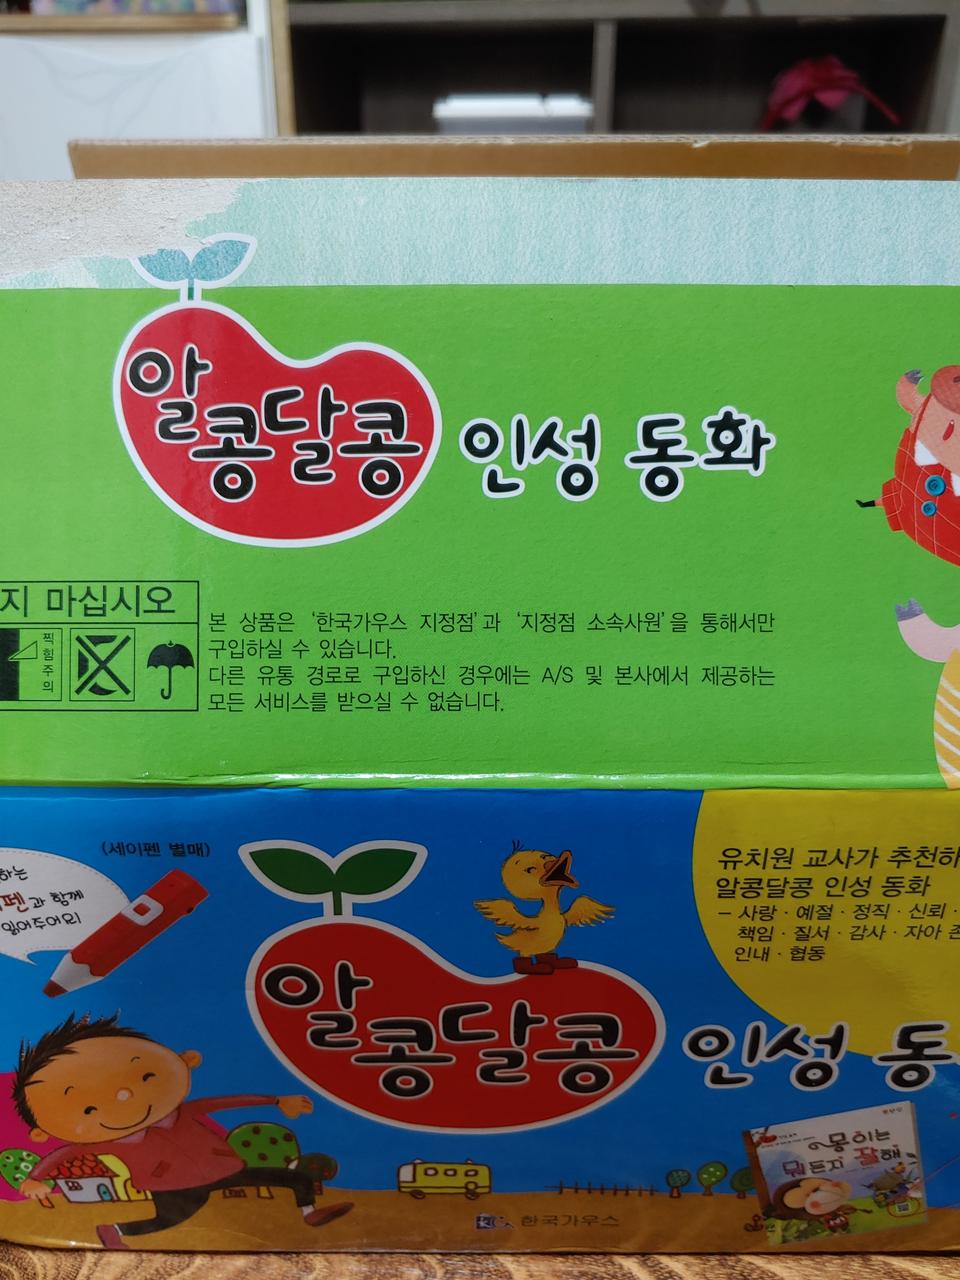 알콩달콩 인성 동화
지 마십시오
찍힘주의
본 상품은 '한국가우스 지정점'과 '지정점 소속사원'을 통해서만
구입하실 수 있습니다.
다른 유통 경로로 구입하신 경우에는 A/S 및 본사에서 제공하는
모든 서비스를 받으실 수 없습니다.
(세이펜 별매)
하는
펜과 함께
읽어주어요!
유치원 교사가 추천하
알콩달콩 인성 동화
- 사랑 · 예절 · 정직 · 신뢰 ·
책임 · 질서 · 감사 · 자아 존
인내 · 협동
알콩달콩 인성 동
몽이는
뭐든지 잘해
한국가우스